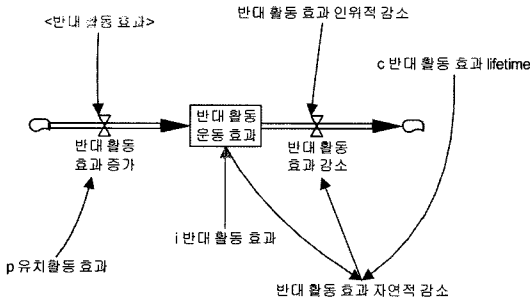 <반대 활동 효과>
반대 활동 효과 인위적 감소
c 반대 활동 효과 lifetime
반대 활동
운동 효과
반대 활동
효과 증가
반대 활동
효과 감소
i 반대 활동 효과
p 유치활동 효과
반대 활동 효과 자연적 감소